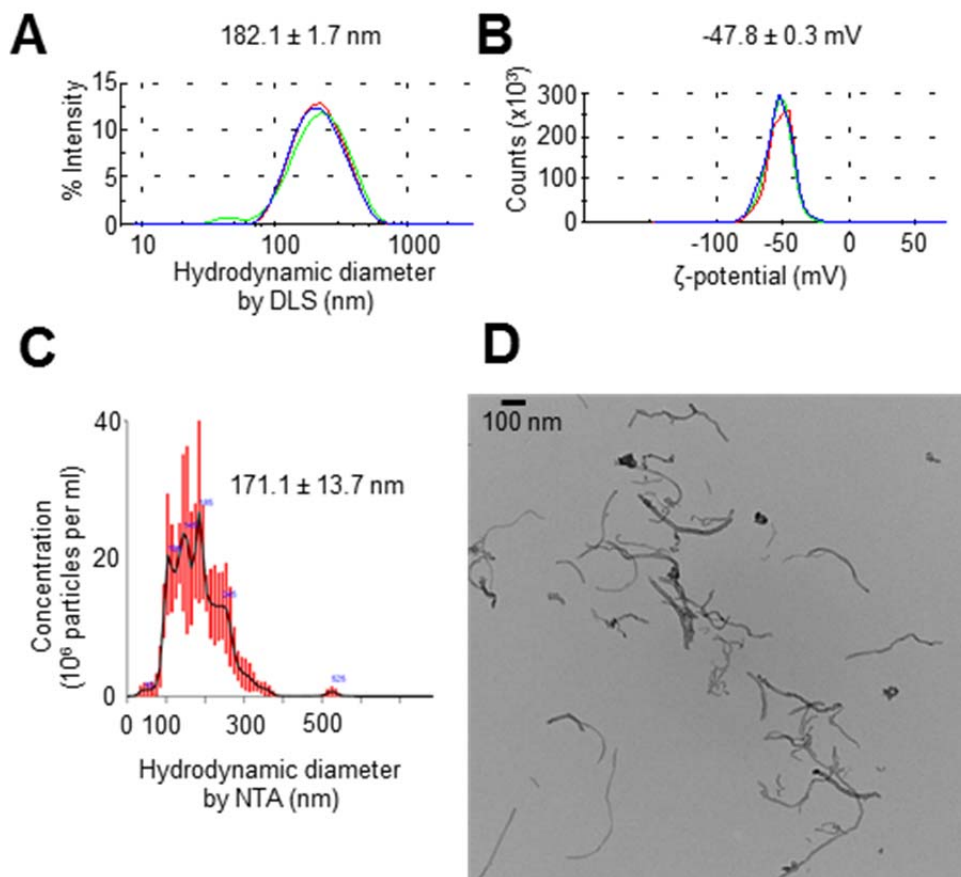 A
182.1 ± 1.7 nm
% Intensity
15
10
5
0
10 100 1000
Hydrodynamic diameter
by DLS (nm)
B
-47.8 ± 0.3 mV
Counts (x10³)
300
200
100
0
-100 -50 0 50
ζ-potential (mV)
C
171.1 ± 13.7 nm
Concentration
(10⁶ particles per ml)
40
20
0
0 100 300 500
525
Hydrodynamic diameter
by NTA (nm)
D
100 nm